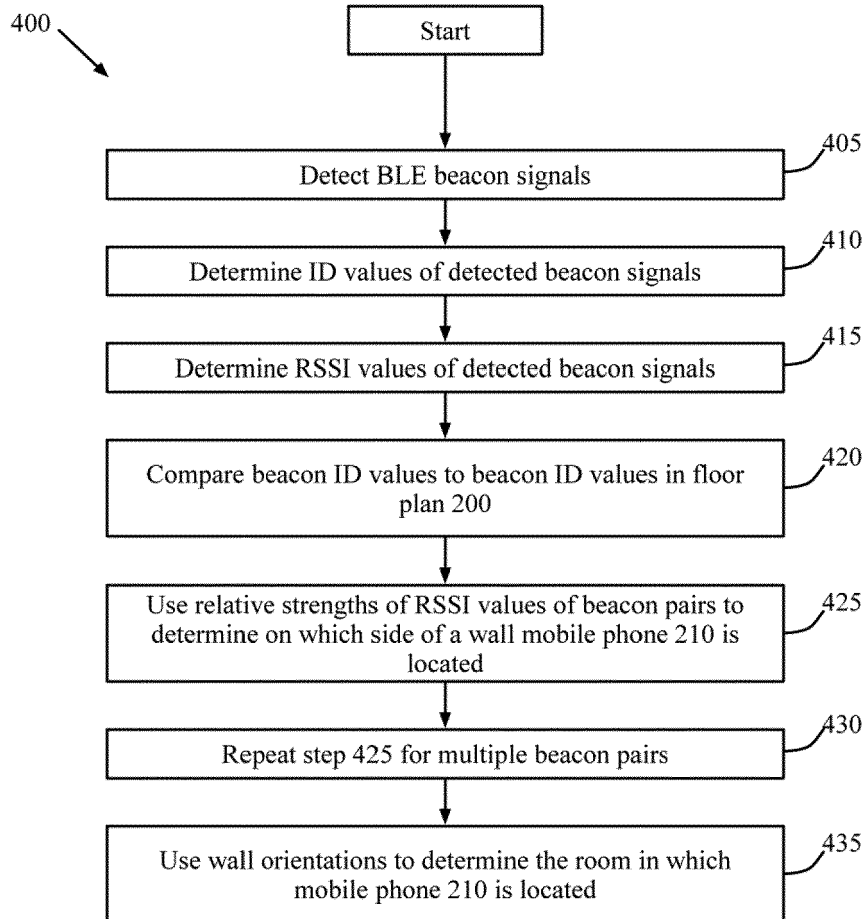 400
Start
405
Detect BLE beacon signals
410
Determine ID values of detected beacon signals
415
Determine RSSI values of detected beacon signals
420
Compare beacon ID values to beacon ID values in floor
plan 200
425
Use relative strengths of RSSI values of beacon pairs to
determine on which side of a wall mobile phone 210 is
located
430
Repeat step 425 for multiple beacon pairs
435
Use wall orientations to determine the room in which
mobile phone 210 is located